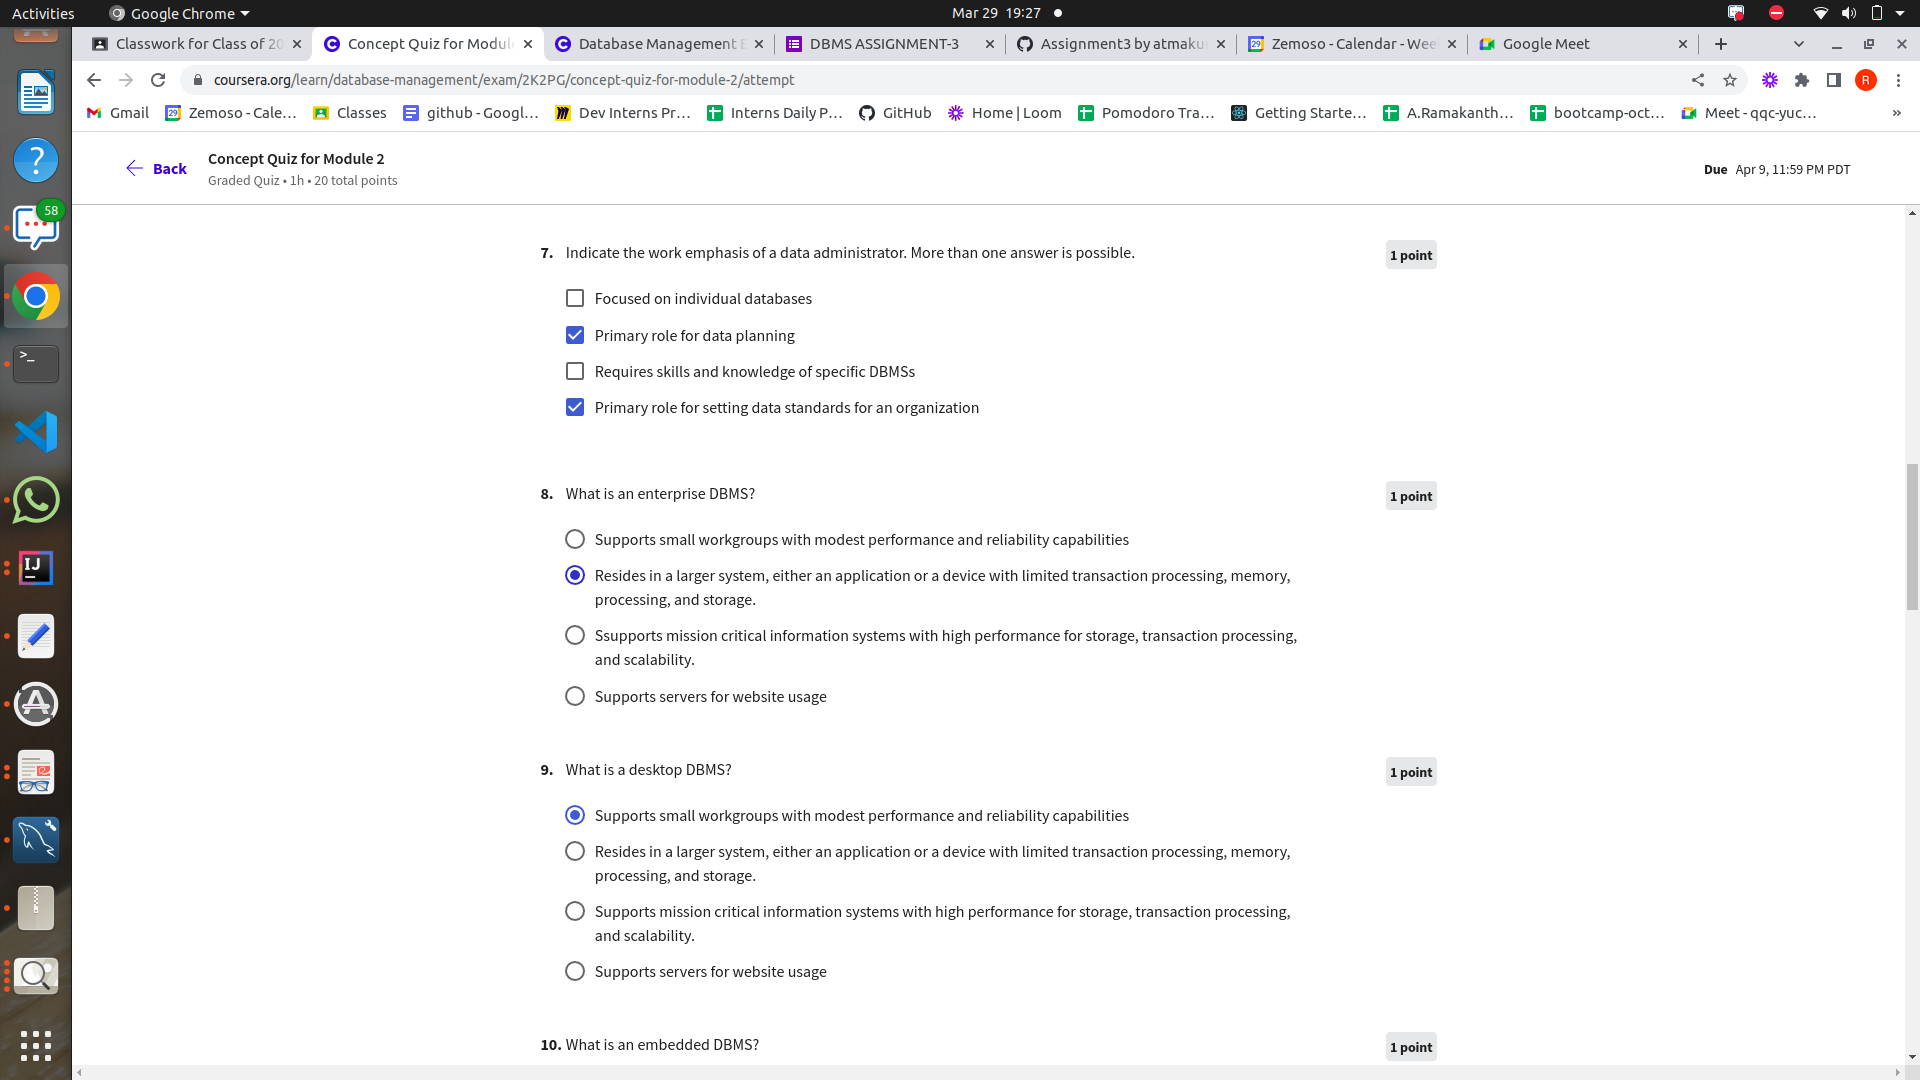 Activities
Google Chrome
Mar 29 19:27
Classwork for Class of 20
Concept Quiz for Modul
Database Management E
DBMS ASSIGNMENT-3
Assignment3 by atmaku
Zemoso - Calendar - Wee
Google Meet
coursera.org/learn/database-management/exam/2K2PG/concept-quiz-for-module-2/attempt
R
Gmail
Zemoso - Cale...
Classes
github - Googl...
Dev Interns Pr...
Interns Daily P...
GitHub
Home | Loom
Pomodoro Tra...
Getting Starte...
A.Ramakanth...
bootcamp-oct...
Meet - qqc-yuc...
»
Back
Concept Quiz for Module 2
Graded Quiz • 1h • 20 total points
Due Apr 9, 11:59 PM PDT
58
7. Indicate the work emphasis of a data administrator. More than one answer is possible.
1 point
Focused on individual databases
Primary role for data planning
Requires skills and knowledge of specific DBMSs
Primary role for setting data standards for an organization
8. What is an enterprise DBMS?
1 point
Supports small workgroups with modest performance and reliability capabilities
Resides in a larger system, either an application or a device with limited transaction processing, memory,
processing, and storage.
Ssupports mission critical information systems with high performance for storage, transaction processing,
and scalability.
Supports servers for website usage
9. What is a desktop DBMS?
1 point
Supports small workgroups with modest performance and reliability capabilities
Resides in a larger system, either an application or a device with limited transaction processing, memory,
processing, and storage.
Supports mission critical information systems with high performance for storage, transaction processing,
and scalability.
Supports servers for website usage
10. What is an embedded DBMS?
1 point